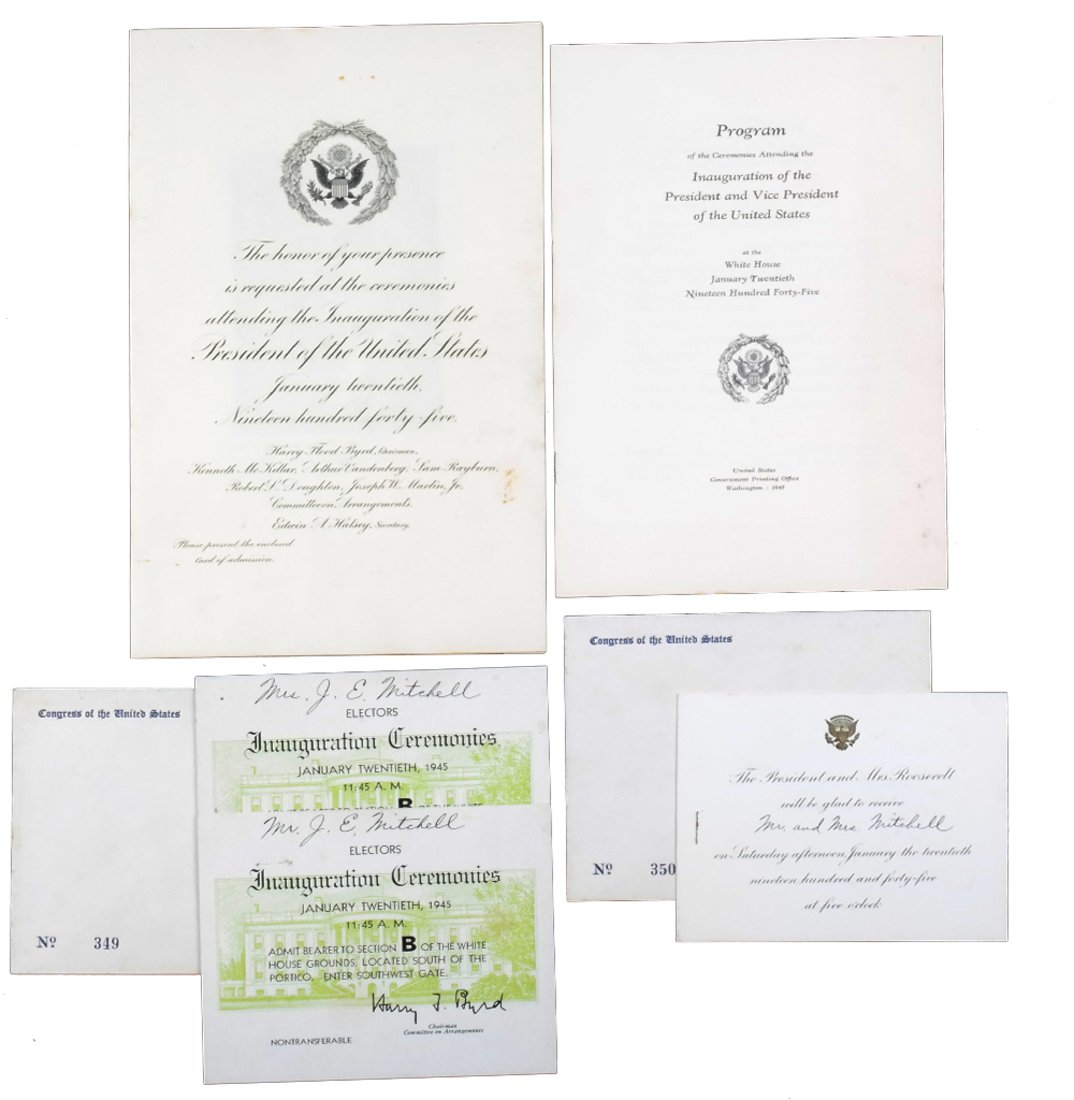 The honor of your presence
is requested at the ceremonies
attending the Inauguration of the
President of the United States
January twentieth,
Nineteen hundred forty-five.
Harry Flood Byrd, Chairman,
Kenneth McKellar, Arthur Vandenberg, Sam Rayburn,
Robert L. Doughton, Joseph W. Martin, Jr.
Committee on Arrangements.
Edwin A. Halsey, Secretary.
Please present the enclosed
card of admission.
Program
of the Ceremonies Attending the
Inauguration of the
President and Vice President
of the United States
at the
White House
January Twentieth
Nineteen Hundred Forty-Five
United States
Government Printing Office
Washington : 1945
Congress of the United States
Nº 349
Mrs. J. E. Mitchell
ELECTORS
Inauguration Ceremonies
JANUARY TWENTIETH, 1945
11:45 A. M.
B
Mr. J. E. Mitchell
ELECTORS
Inauguration Ceremonies
JANUARY TWENTIETH, 1945
11:45 A. M.
ADMIT BEARER TO SECTION B OF THE WHITE
HOUSE GROUNDS, LOCATED SOUTH OF THE
PORTICO. ENTER SOUTHWEST GATE.
Harry F. Byrd
Chairman
Committee on Arrangements
NONTRANSFERABLE
Congress of the United States
Nº 350
The President and Mrs. Roosevelt
will be glad to receive
Mr. and Mrs. Mitchell
on Saturday afternoon, January the twentieth
nineteen hundred and forty-five
at five o'clock